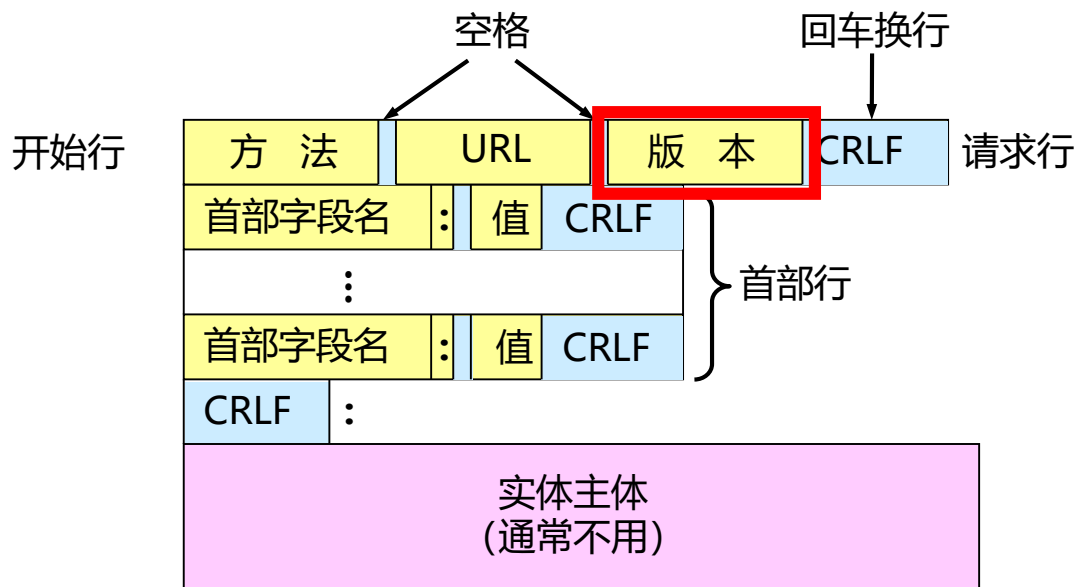 空格 回车换行
开始行 方 法 URL 版 本 CRLF 请求行
首部字段名 : 值 CRLF
⋮ 首部行
首部字段名 : 值 CRLF
CRLF :
实体主体
(通常不用)